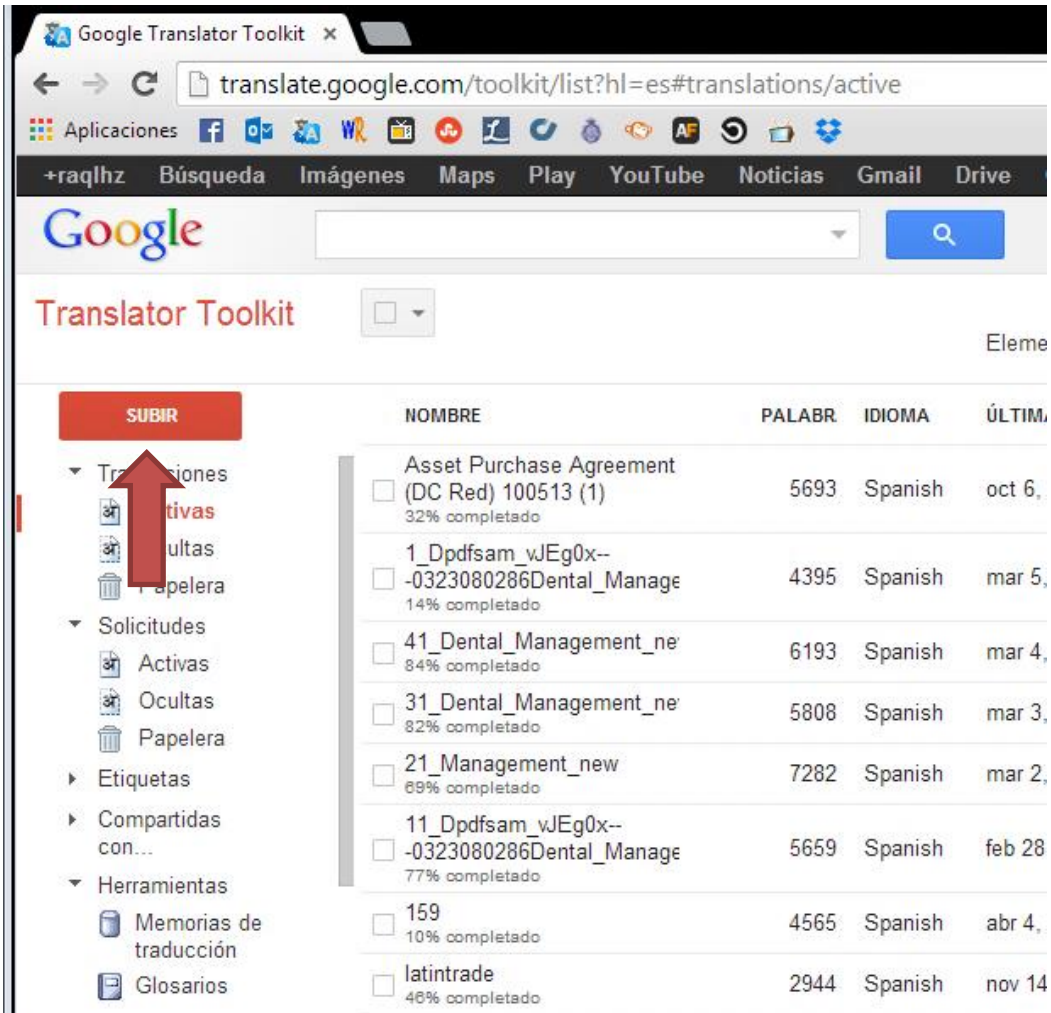 Google Translator Toolkit ×
translate.google.com/toolkit/list?hl=es#translations/active
Aplicaciones
+raqlhz Búsqueda Imágenes Maps Play YouTube Noticias Gmail Drive
Google
Translator Toolkit
Eleme
SUBIR
NOMBRE PALABR. IDIOMA ÚLTIMA
Asset Purchase Agreement
(DC Red) 100513 (1) 5693 Spanish oct 6,
32% completado
1_Dpdfsam_vJEg0x--
-0323080286Dental_Manage 4395 Spanish mar 5,
14% completado
41_Dental_Management_ne 6193 Spanish mar 4,
84% completado
31_Dental_Management_ne 5808 Spanish mar 3,
82% completado
21_Management_new 7282 Spanish mar 2,
69% completado
11_Dpdfsam_vJEg0x--
-0323080286Dental_Manage 5659 Spanish feb 28
77% completado
159 4565 Spanish abr 4,
10% completado
latintrade 2944 Spanish nov 14
46% completado
Papelera
Solicitudes
Activas
Ocultas
Papelera
Etiquetas
Compartidas
con...
Herramientas
Memorias de
traducción
Glosarios